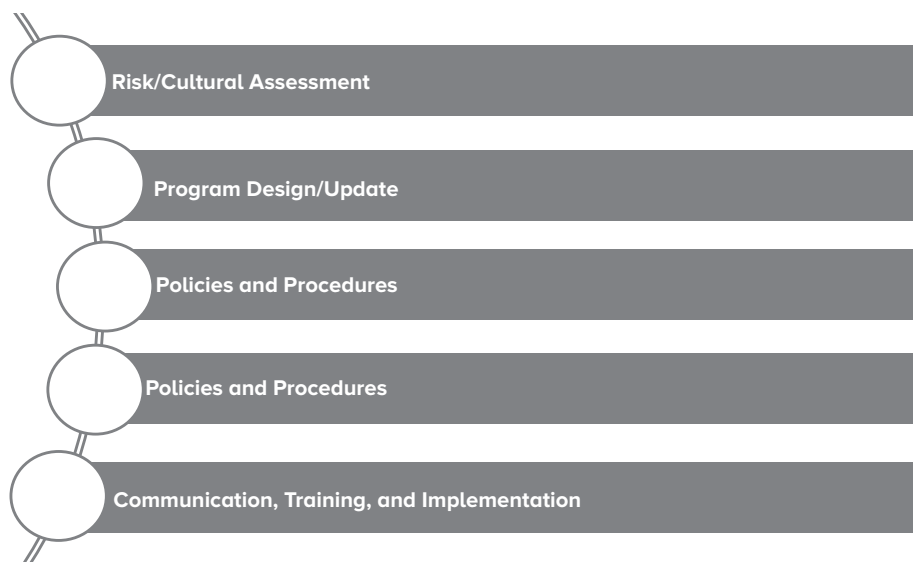 Risk/Cultural Assessment
Program Design/Update
Policies and Procedures
Policies and Procedures
Communication, Training, and Implementation